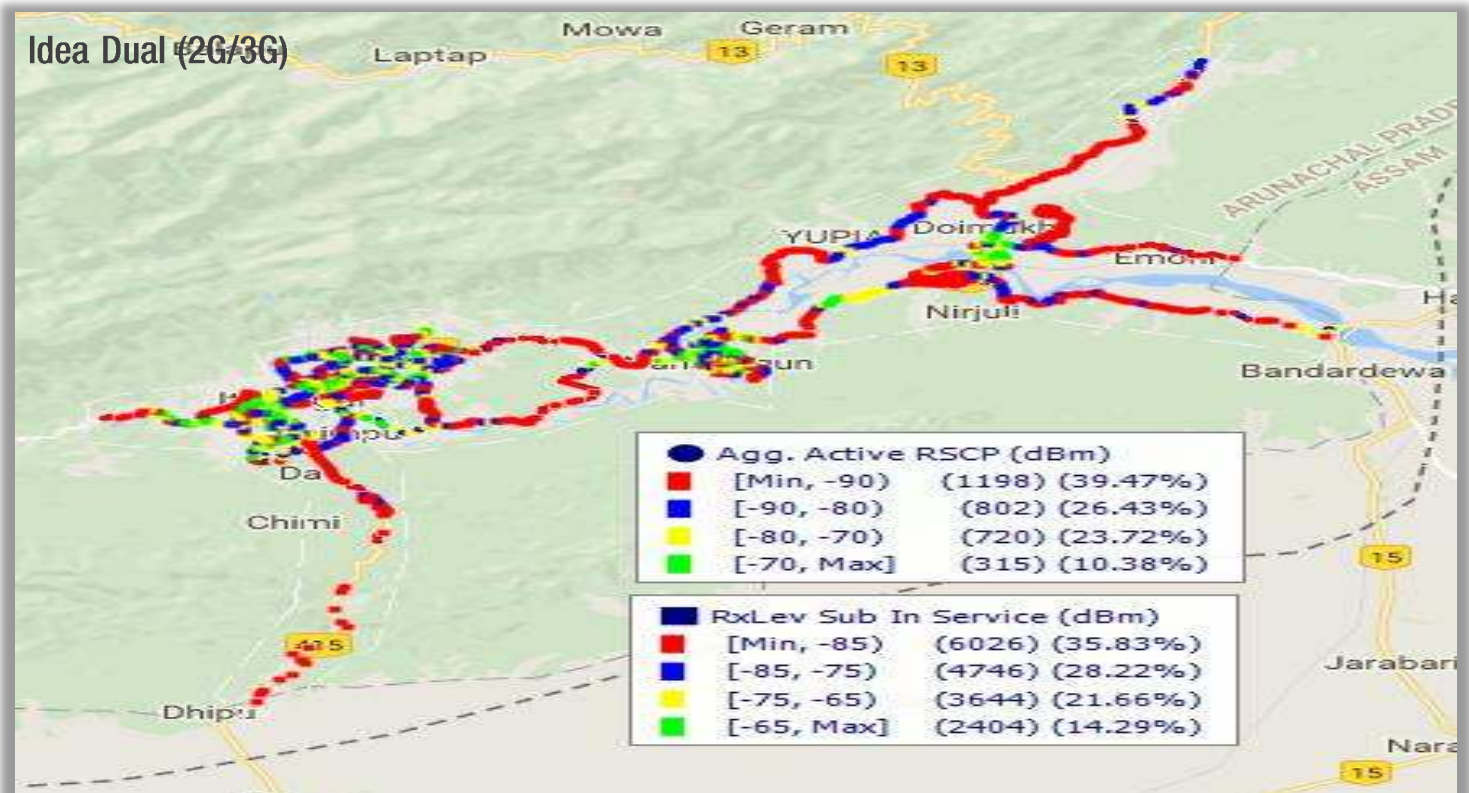 Idea Dual (2G/3G)
Mowa
Geram
Laptap
13
13
ARUNACHAL PRAD
ASSAM
YUPIA
Emoni
Nirjuli
Bandardewa
Chimi
Agg. Active RSCP (dBm)
[Min, -90) (1198) (39.47%)
[-90, -80) (802) (26.43%)
[-80, -70) (720) (23.72%)
[-70, Max] (315) (10.38%)
15
RxLev Sub In Service (dBm)
[Min, -85) (6026) (35.83%)
[-85, -75) (4746) (28.22%)
[-75, -65) (3644) (21.66%)
[-65, Max] (2404) (14.29%)
415
Jarabari
Dhipu
Nara
15